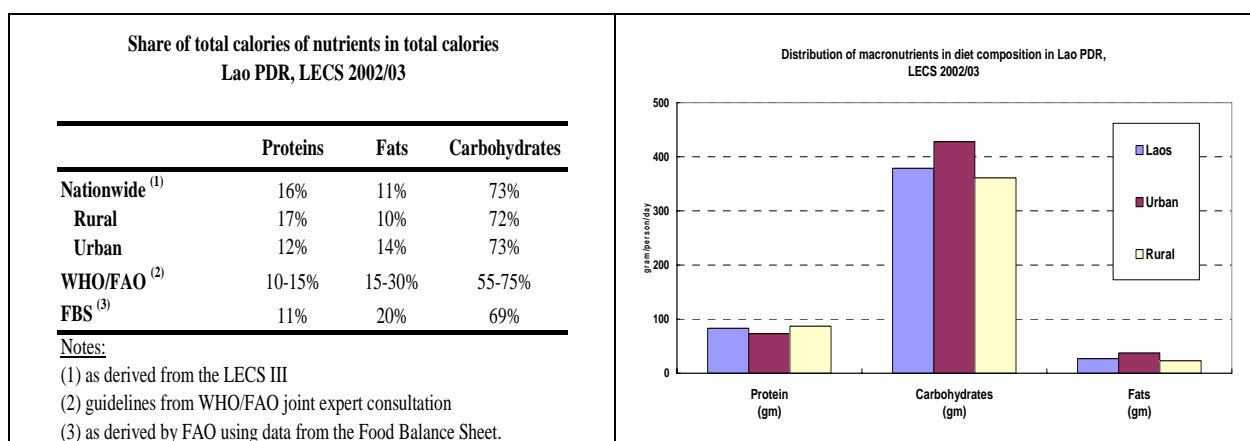 Share of total calories of nutrients in total calories
Lao PDR, LECS 2002/03
Proteins Fats Carbohydrates
Nationwide (1) 16% 11% 73%
Rural 17% 10% 72%
Urban 12% 14% 73%
WHO/FAO (2) 10-15% 15-30% 55-75%
FBS (3) 11% 20% 69%
Notes:
(1) as derived from the LECS III
(2) guidelines from WHO/FAO joint expert consultation
(3) as derived by FAO using data from the Food Balance Sheet.
Distribution of macronutrients in diet composition in Lao PDR,
LECS 2002/03
gram/person/day
500
400
300
200
100
0
Protein
(gm)
Carbohydrates
(gm)
Fats
(gm)
Laos
Urban
Rural